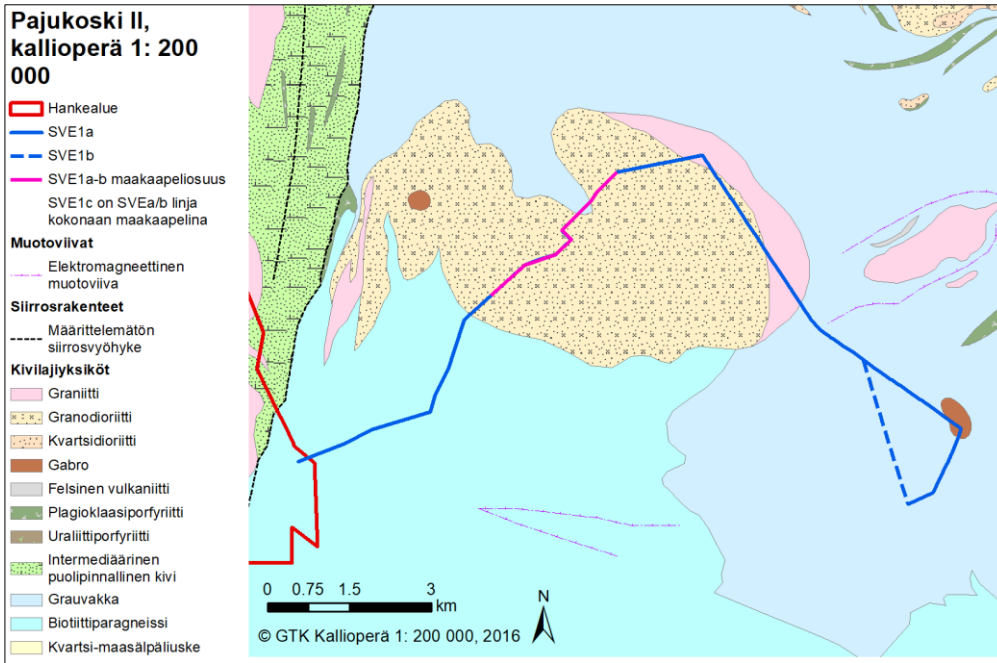 Pajukoski II,
kallioperä 1: 200
000
Hankealue
SVE1a
SVE1b
SVE1a-b maakaapeliosuus
SVE1c on SVEa/b linja
kokonaan maakaapelina
Muotoviivat
Elektromagneettinen
muotoviiva
Siirrosrakenteet
Määrittelemätön
siirrosvyöhyke
Kivilajiyksiköt
Graniitti
Granodioriitti
Kvartsidioriitti
Gabro
Felsinen vulkaniitti
Plagioklaasiporfyriitti
Uraliittiporfyriitti
Intermediäärinen
puolipinnallinen kivi
Grauvakka
Biotiittiparagneissi
Kvartsi-maasälpäliuske
0 0.75 1.5 3
km
N
© GTK Kallioperä 1: 200 000, 2016